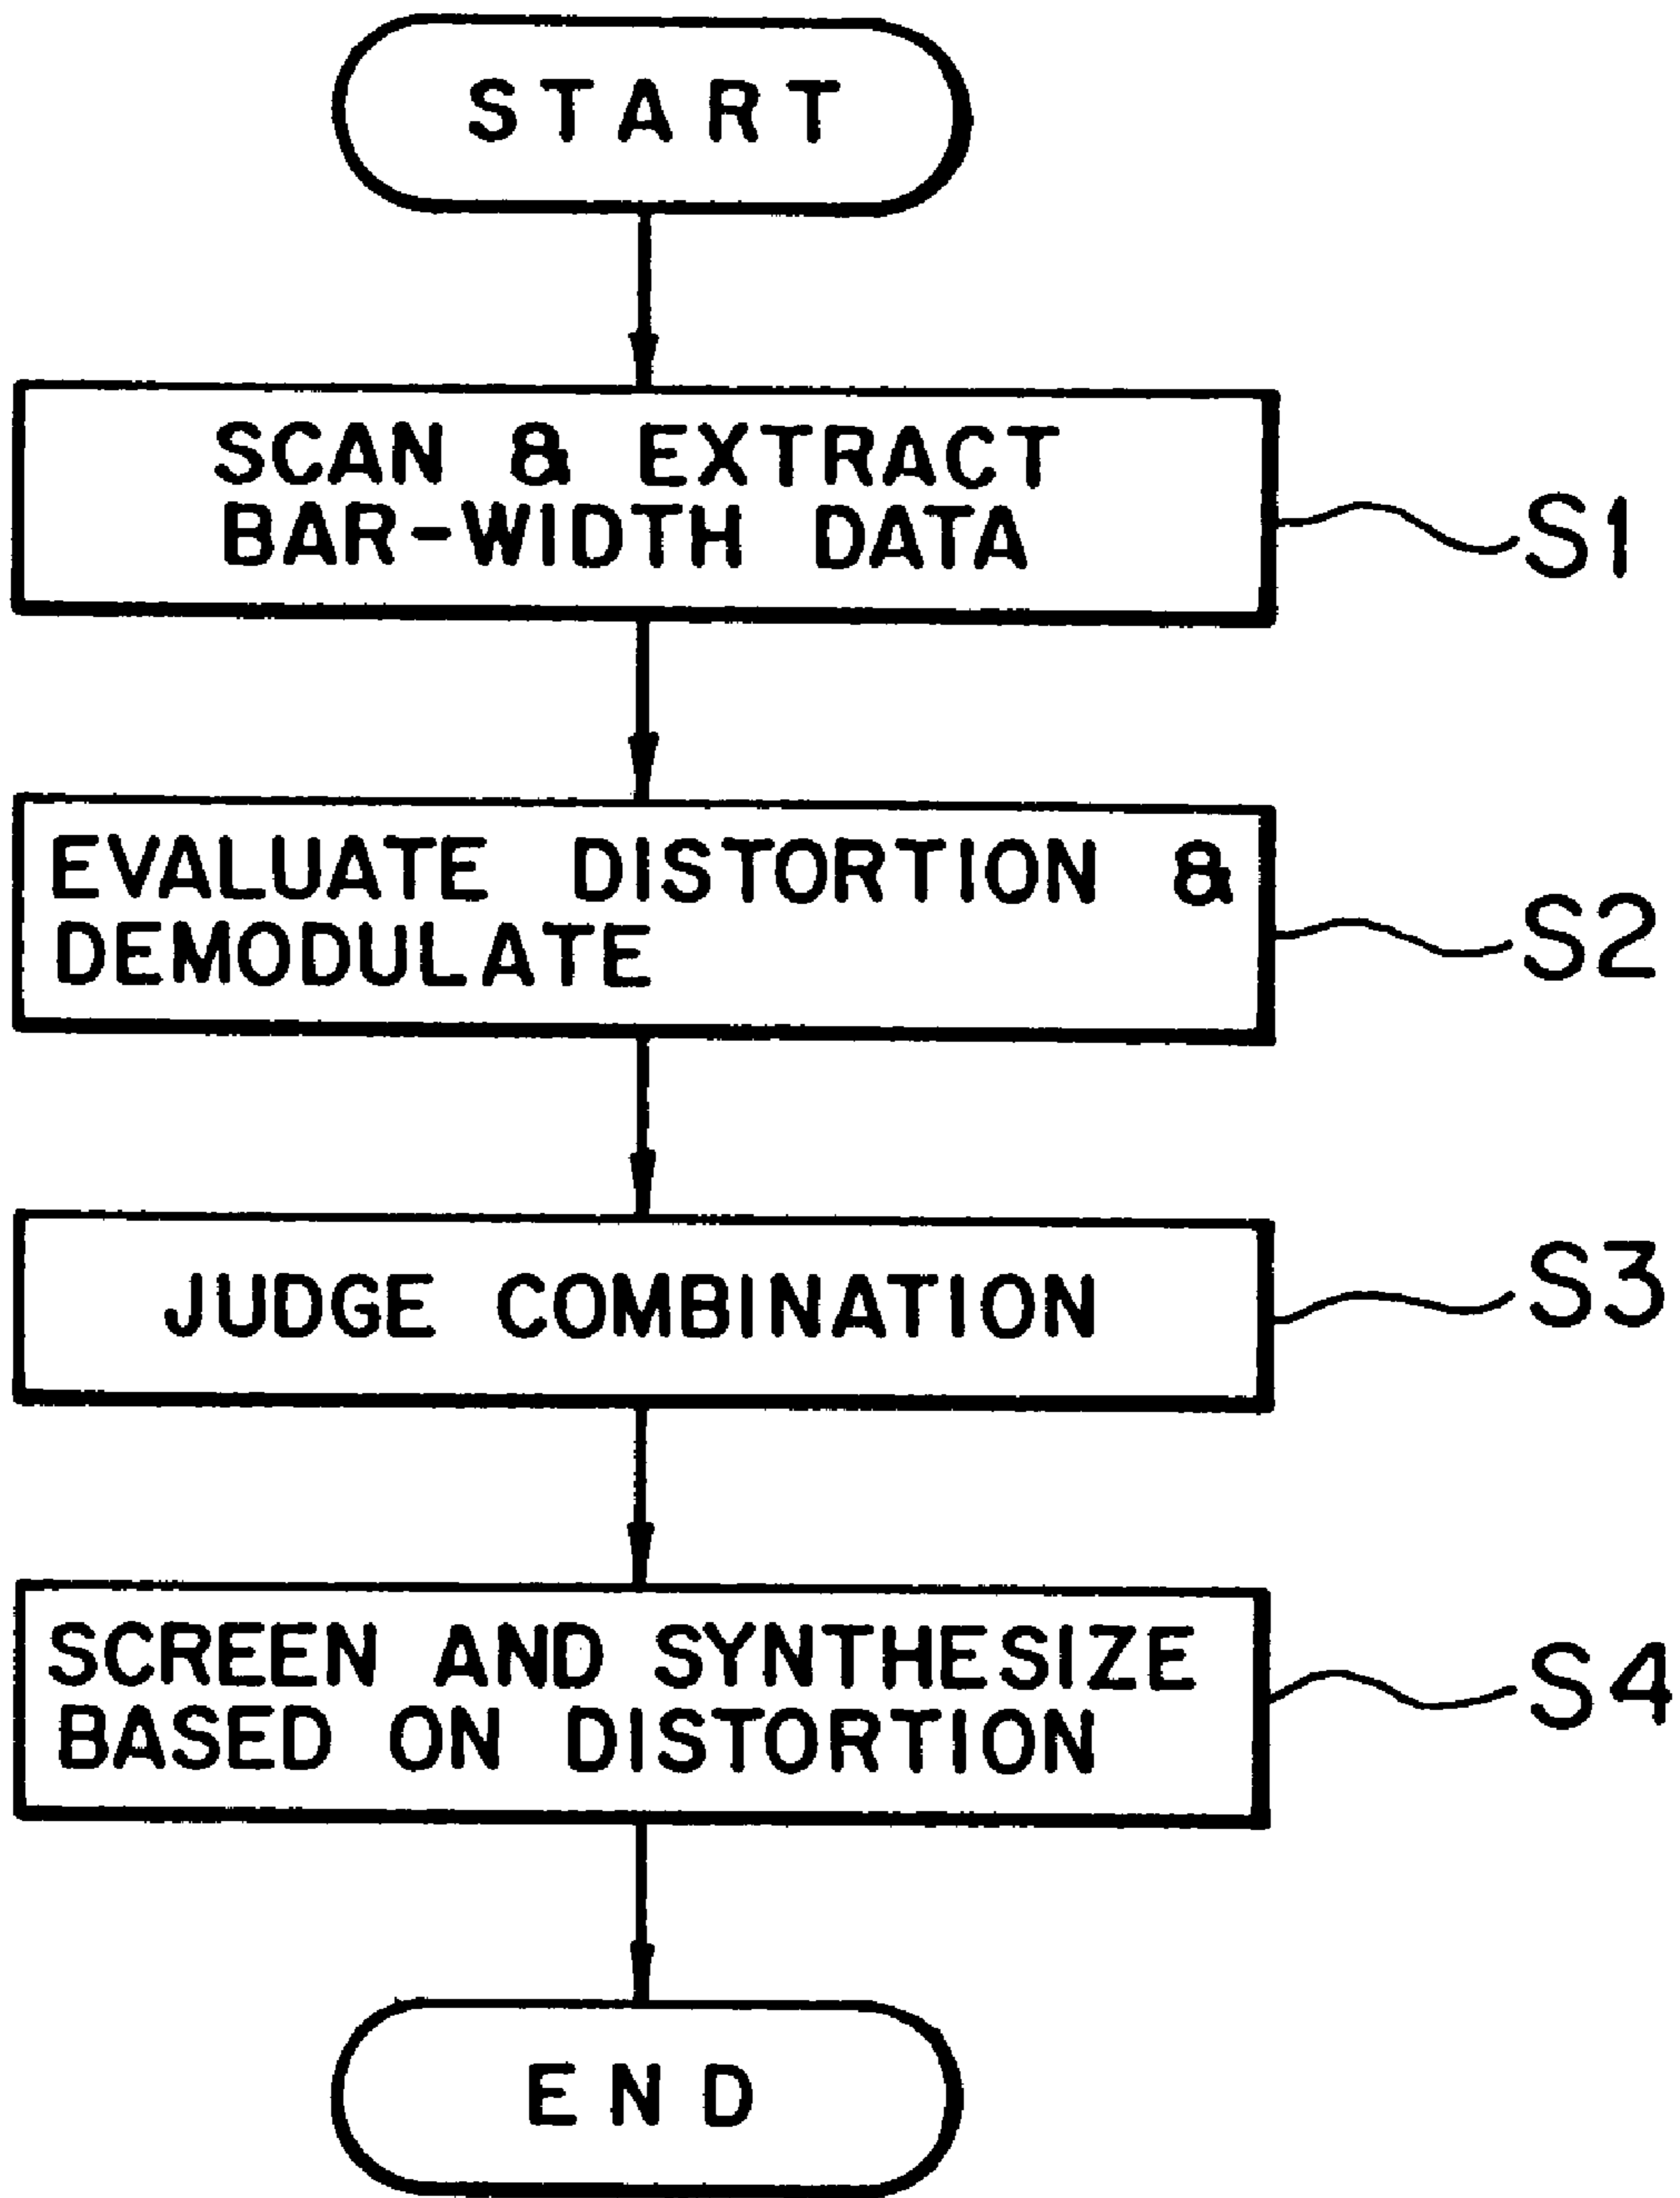 START
SCAN & EXTRACT
BAR-WIDTH DATA
S1
EVALUATE DISTORTION &
DEMODULATE
S2
JUDGE COMBINATION
S3
SCREEN AND SYNTHESIZE
BASED ON DISTORTION
S4
END